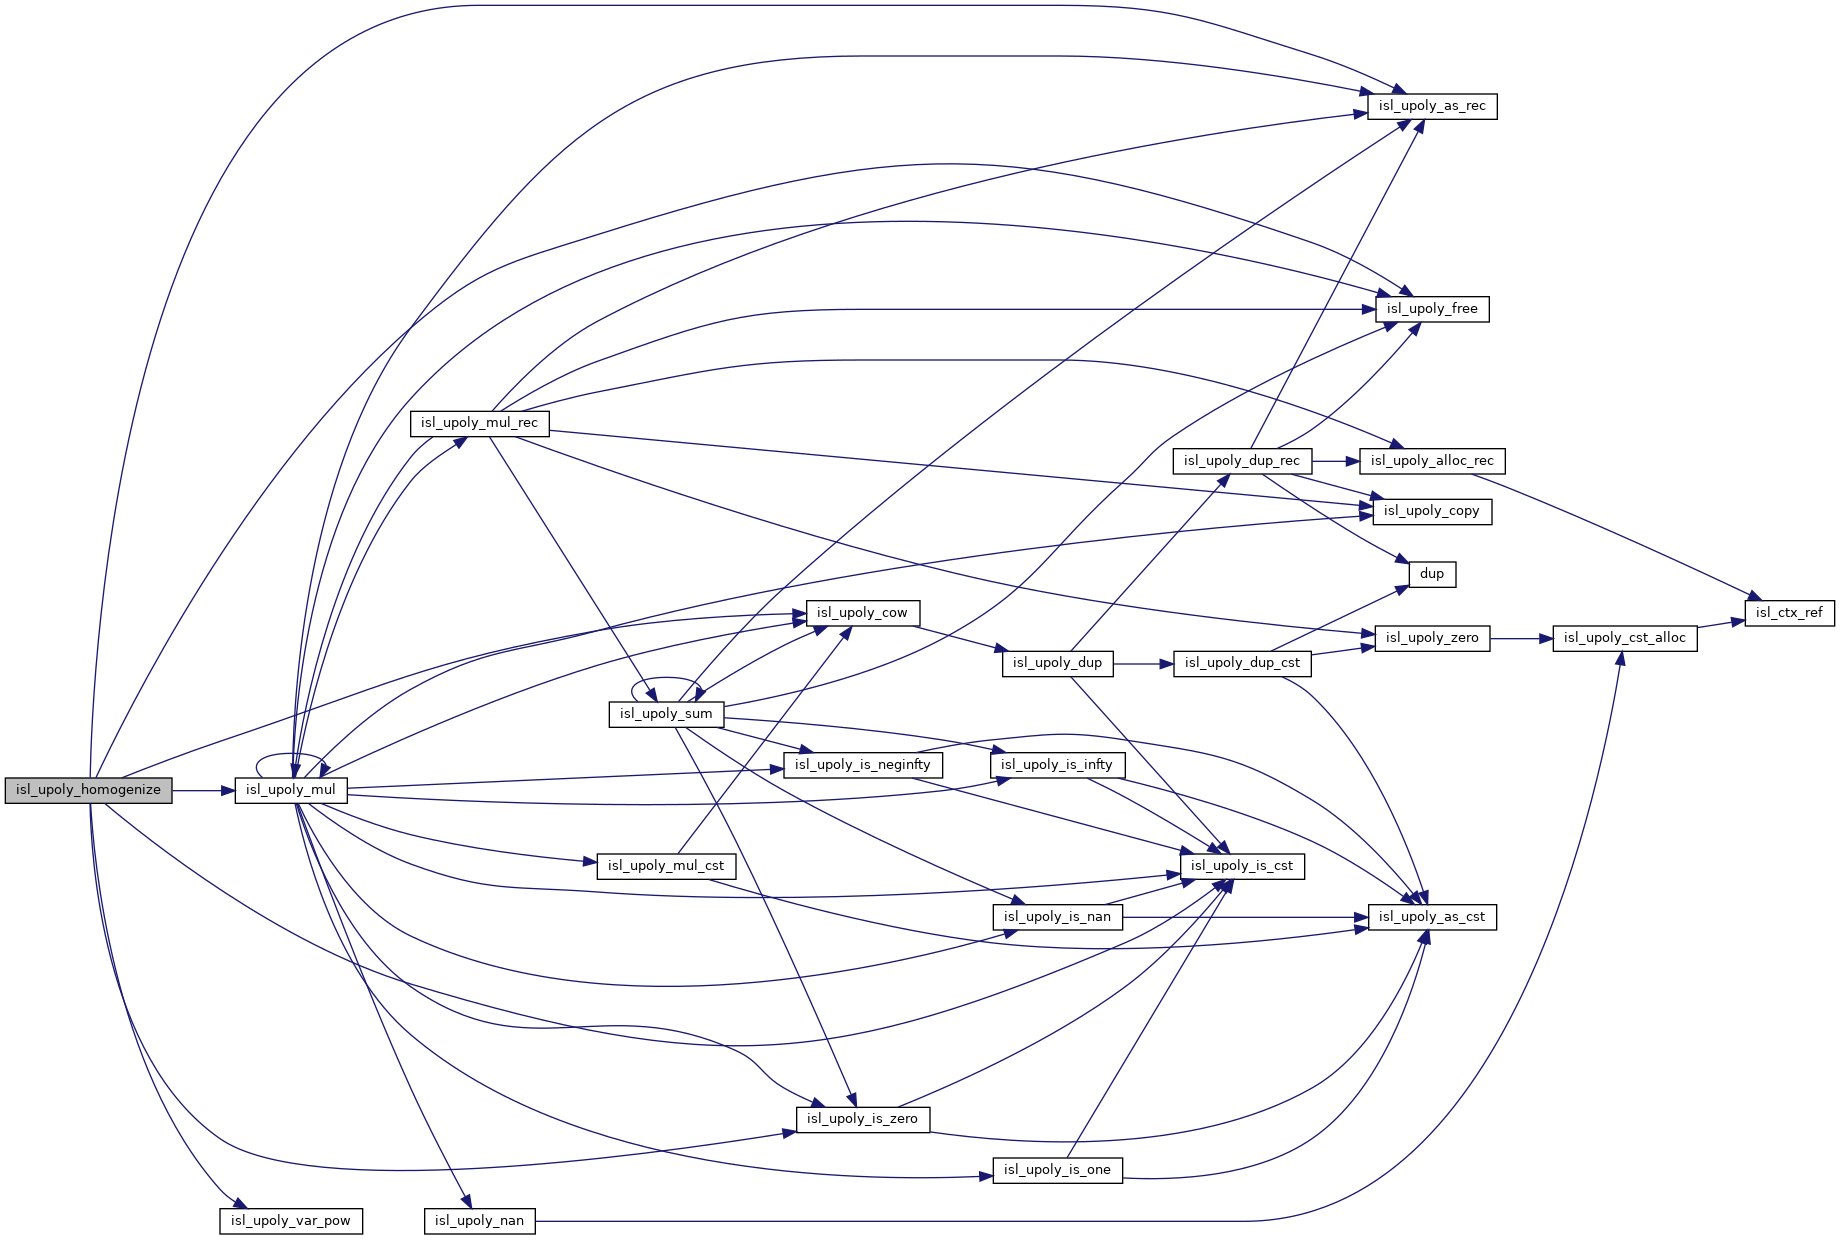 isl_upoly_as_rec
isl_upoly_free
isl_upoly_mul_rec
isl_upoly_dup_rec
isl_upoly_alloc_rec
isl_upoly_copy
dup
isl_upoly_cow
isl_ctx_ref
isl_upoly_zero
isl_upoly_cst_alloc
isl_upoly_dup
isl_upoly_dup_cst
isl_upoly_sum
isl_upoly_is_neginfty
isl_upoly_is_infty
isl_upoly_homogenize
isl_upoly_mul
isl_upoly_mul_cst
isl_upoly_is_cst
isl_upoly_is_nan
isl_upoly_as_cst
isl_upoly_is_zero
isl_upoly_is_one
isl_upoly_var_pow
isl_upoly_nan